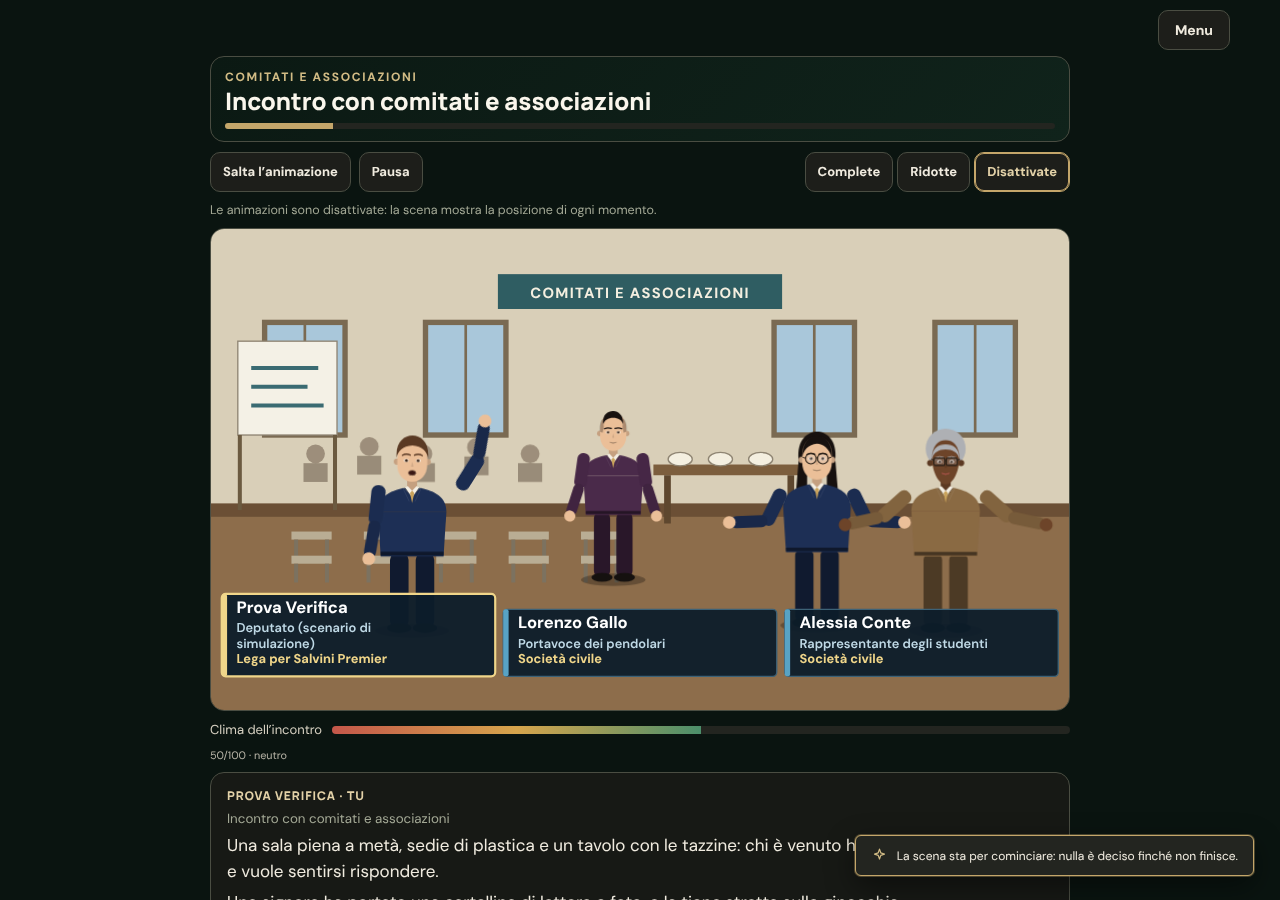 Menu
COMITATI E ASSOCIAZIONI
Incontro con comitati e associazioni
Salta l’animazione
Pausa
Complete
Ridotte
Disattivate
Le animazioni sono disattivate: la scena mostra la posizione di ogni momento.
COMITATI E ASSOCIAZIONI
Prova Verifica
Deputato (scenario di
simulazione)
Lega per Salvini Premier
Lorenzo Gallo
Portavoce dei pendolari
Società civile
Alessia Conte
Rappresentante degli studenti
Società civile
Clima dell’incontro
50/100 · neutro
PROVA VERIFICA · TU
Incontro con comitati e associazioni
Una sala piena a metà, sedie di plastica e un tavolo con le tazzine: chi è venuto
e vuole sentirsi rispondere.
La scena sta per cominciare: nulla è deciso finché non finisce.